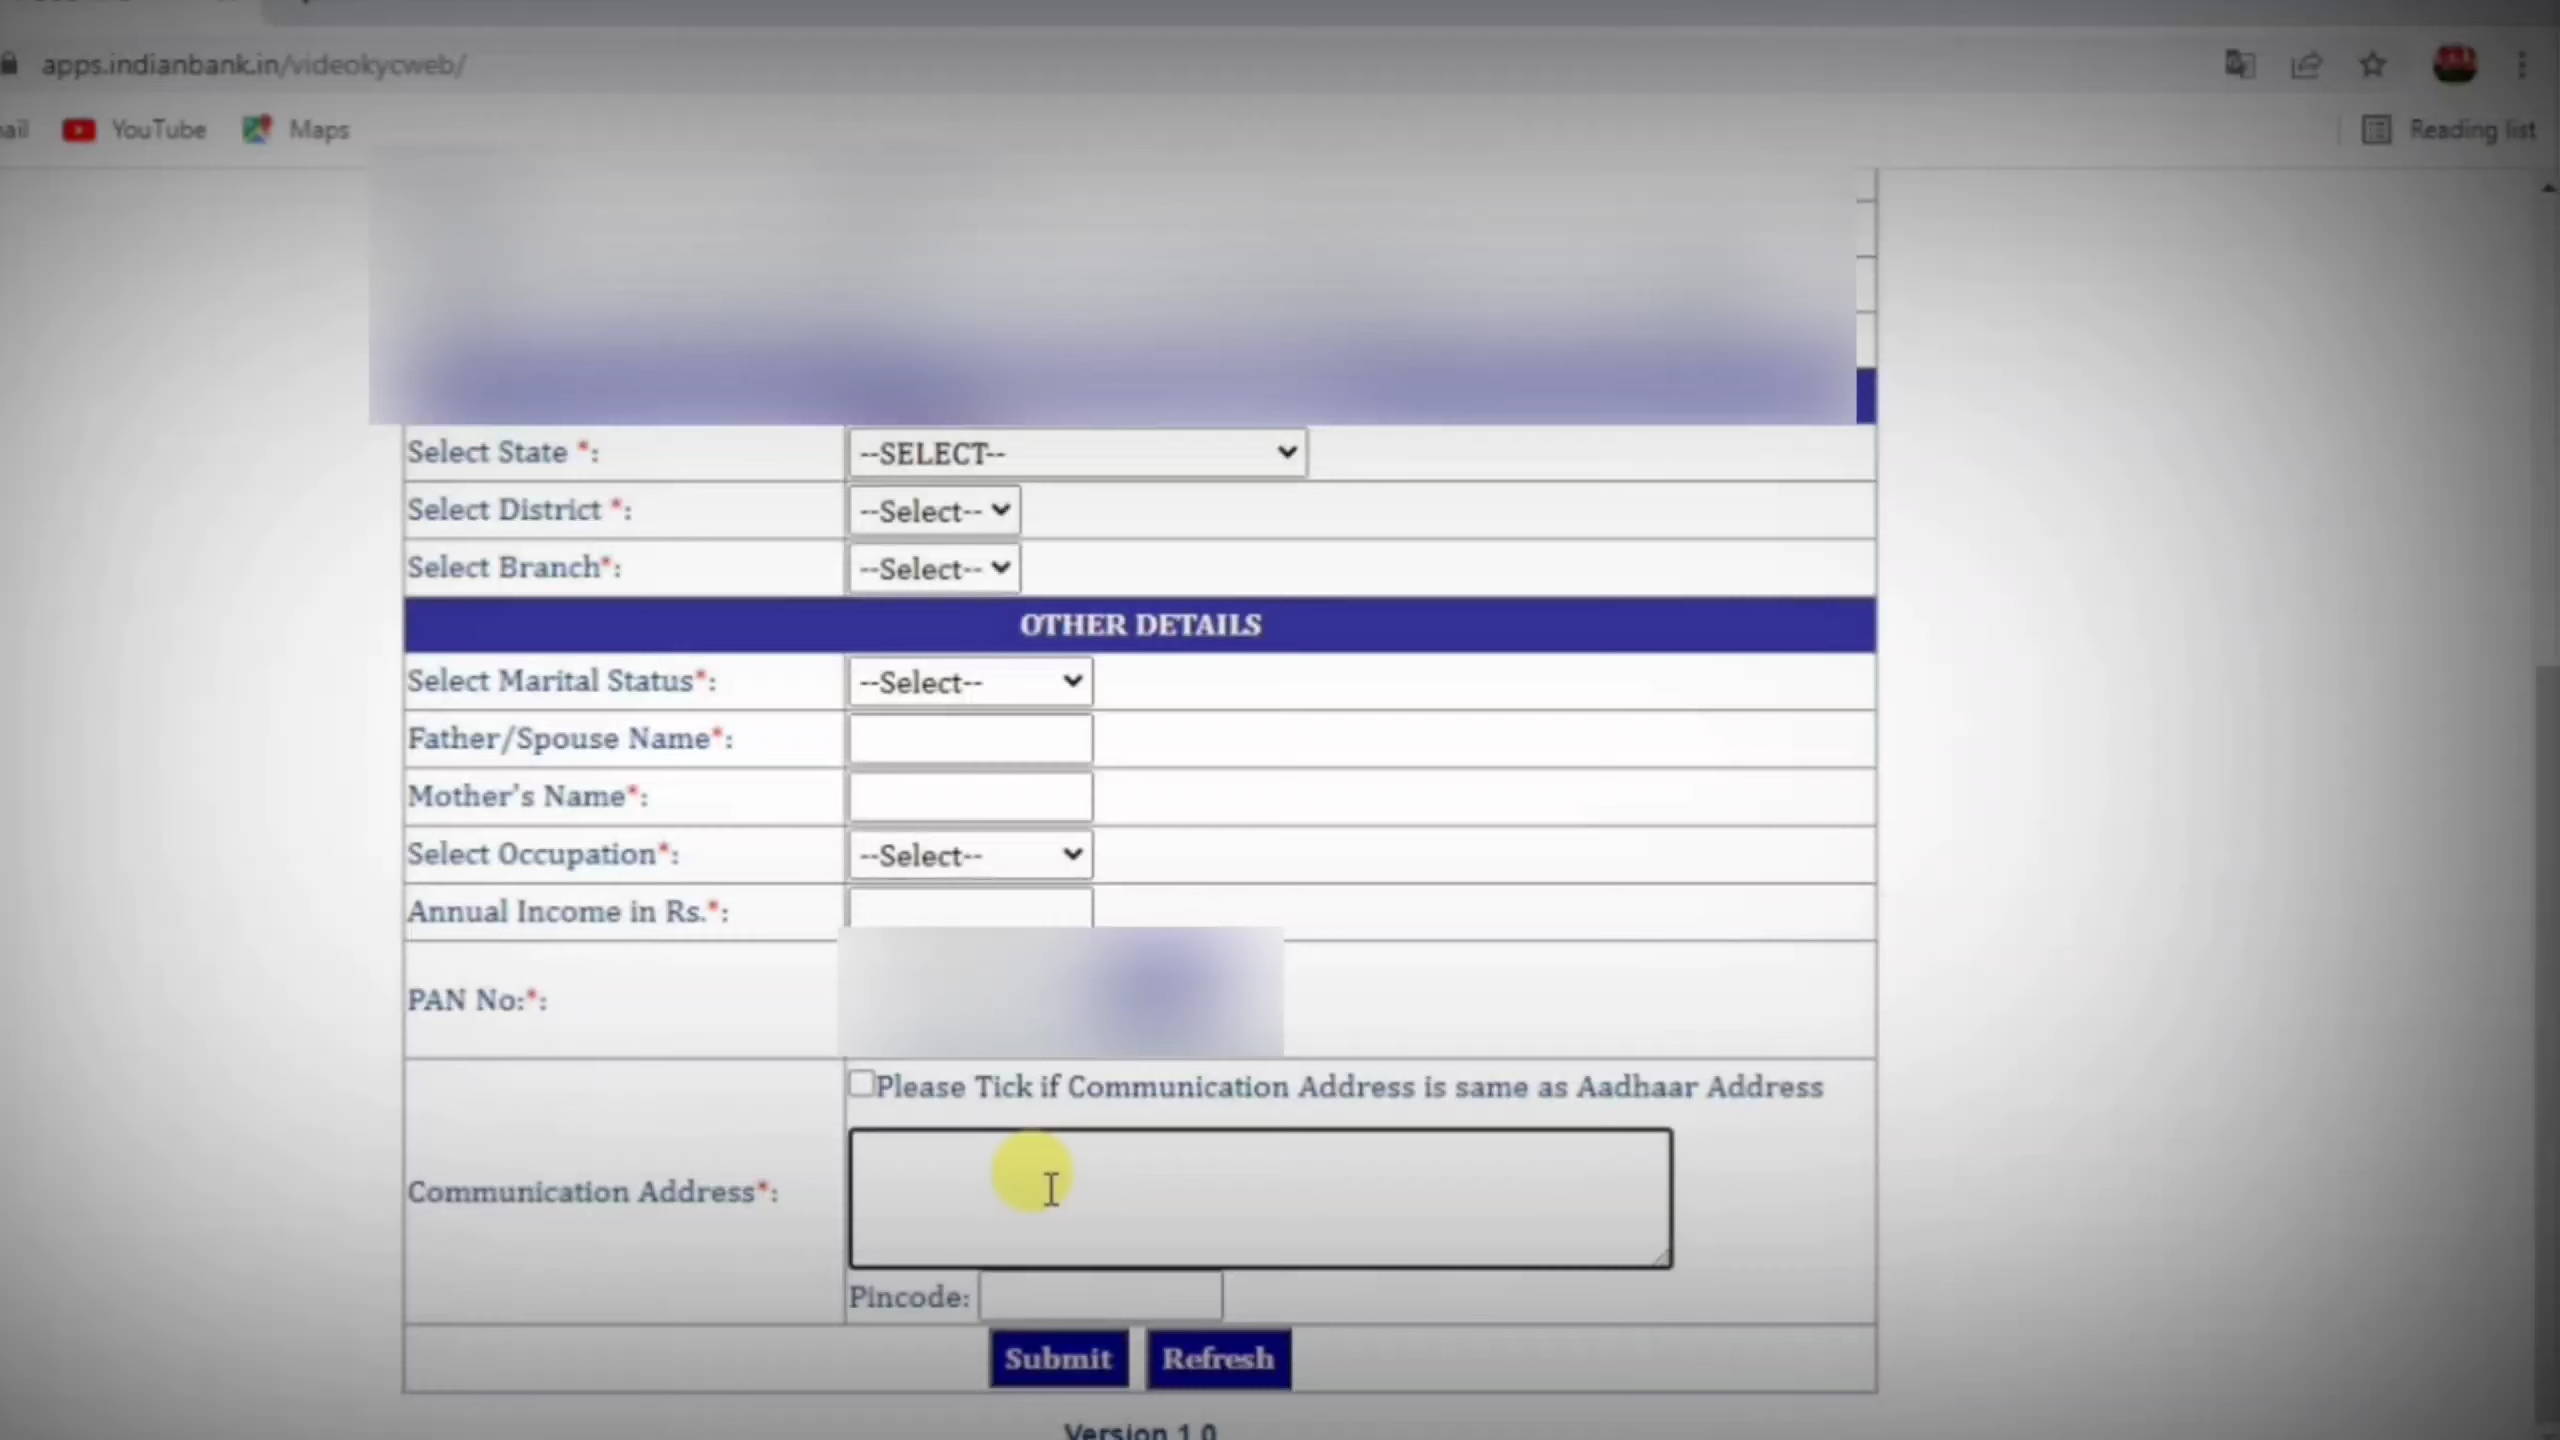 apps.indianbank.in/videokycweb/
ail YouTube Maps Reading list
Select State *: --SELECT--
Select District *: --Select--
Select Branch*: --Select--
OTHER DETAILS
Select Marital Status*: --Select--
Father/Spouse Name*:
Mother's Name*:
Select Occupation*: --Select--
Annual Income in Rs.*:
PAN No:*:
Please Tick if Communication Address is same as Aadhaar Address
Communication Address*:
Pincode:
Submit Refresh
Version 1.0